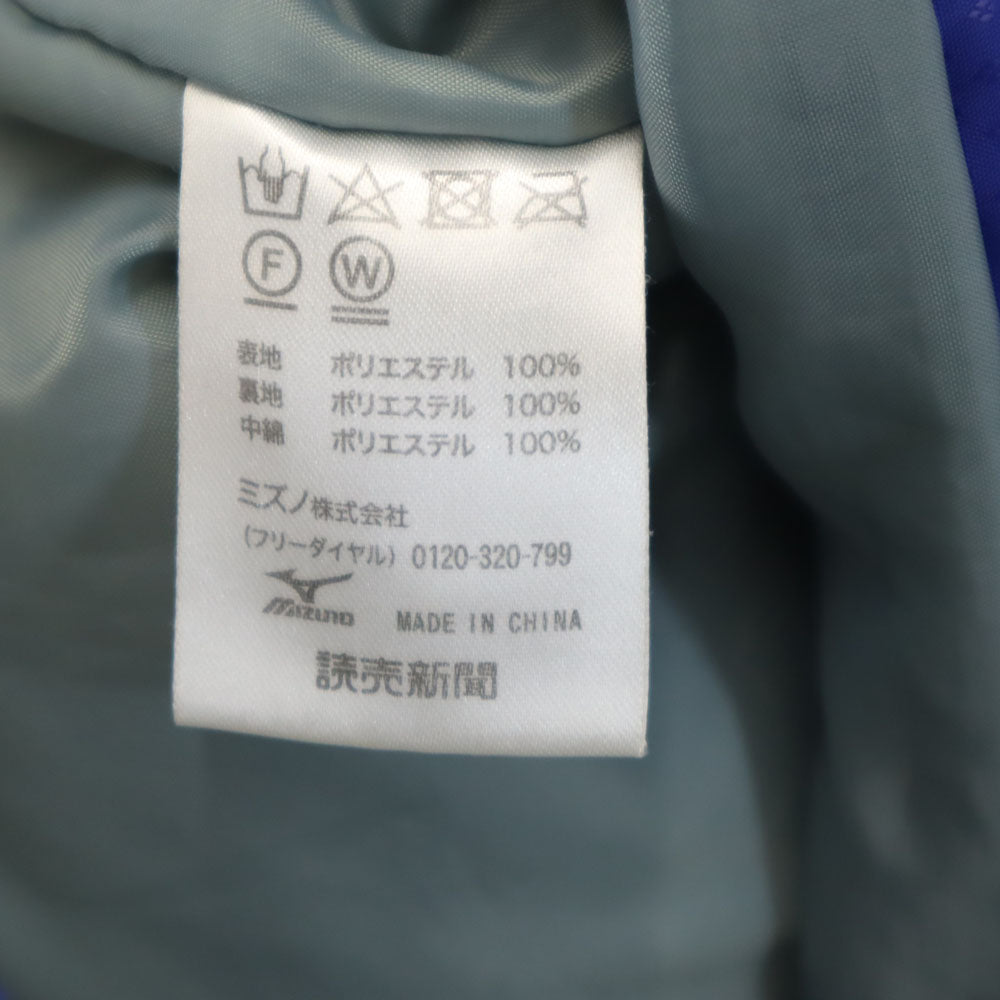 F W
表地 ポリエステル 100%
裏地 ポリエステル 100%
中綿 ポリエステル 100%
ミズノ株式会社
(フリーダイヤル) 0120-320-799
MIZUNO MADE IN CHINA
読売新聞